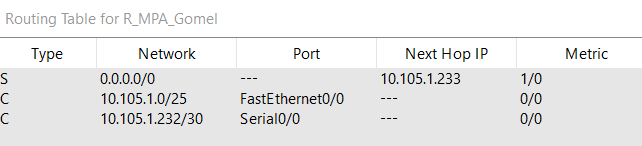 Routing Table for R_MPA_Gomel
Type Network Port Next Hop IP Metric
S 0.0.0.0/0 --- 10.105.1.233 1/0
C 10.105.1.0/25 FastEthernet0/0 --- 0/0
C 10.105.1.232/30 Serial0/0 --- 0/0